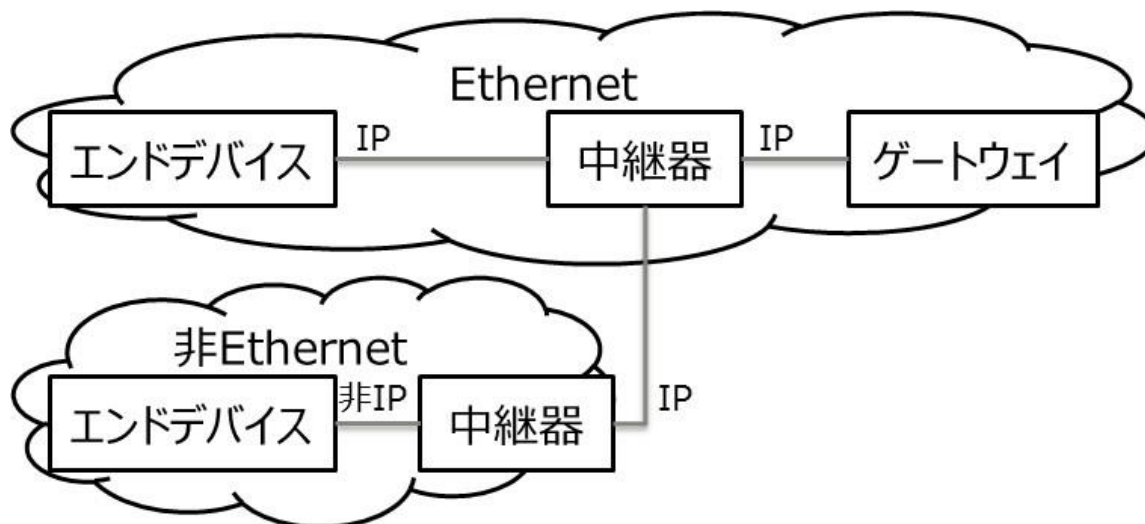 Ethernet
エンドデバイス
IP
中継器
IP
ゲートウェイ
非Ethernet
エンドデバイス
非IP
中継器
IP